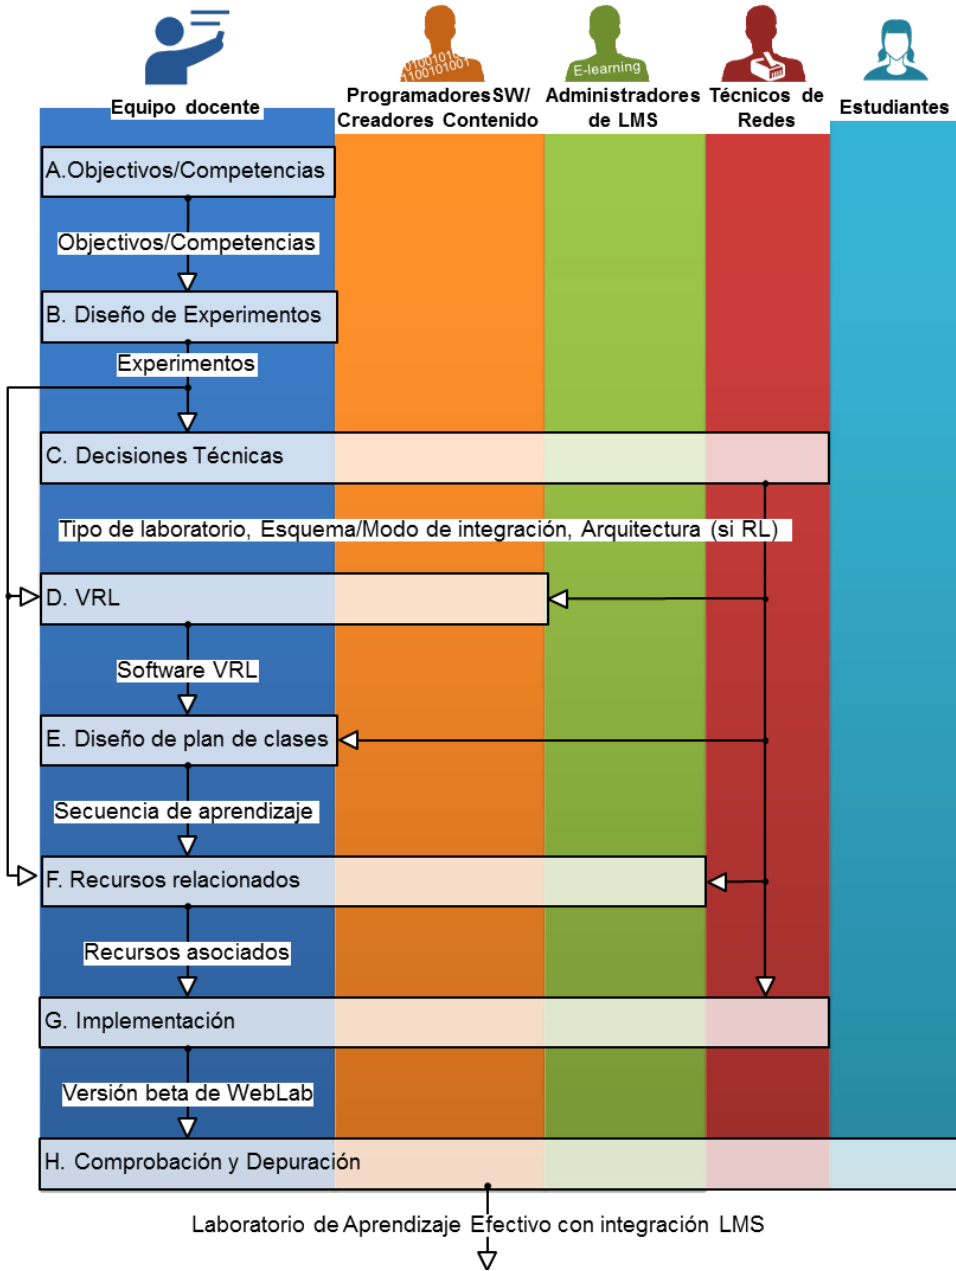 010010101
1100101001
E-learning
Equipo docente
ProgramadoresSW/
Creadores Contenido
Administradores
de LMS
Técnicos de
Redes
Estudiantes
A.Objectivos/Competencias
Objectivos/Competencias
B. Diseño de Experimentos
Experimentos
C. Decisiones Técnicas
Tipo de laboratorio, Esquema/Modo de integración, Arquitectura (si RL)
D. VRL
Software VRL
E. Diseño de plan de clases
Secuencia de aprendizaje
F. Recursos relacionados
Recursos asociados
G. Implementación
Versión beta de WebLab
H. Comprobación y Depuración
Laboratorio de Aprendizaje Efectivo con integración LMS